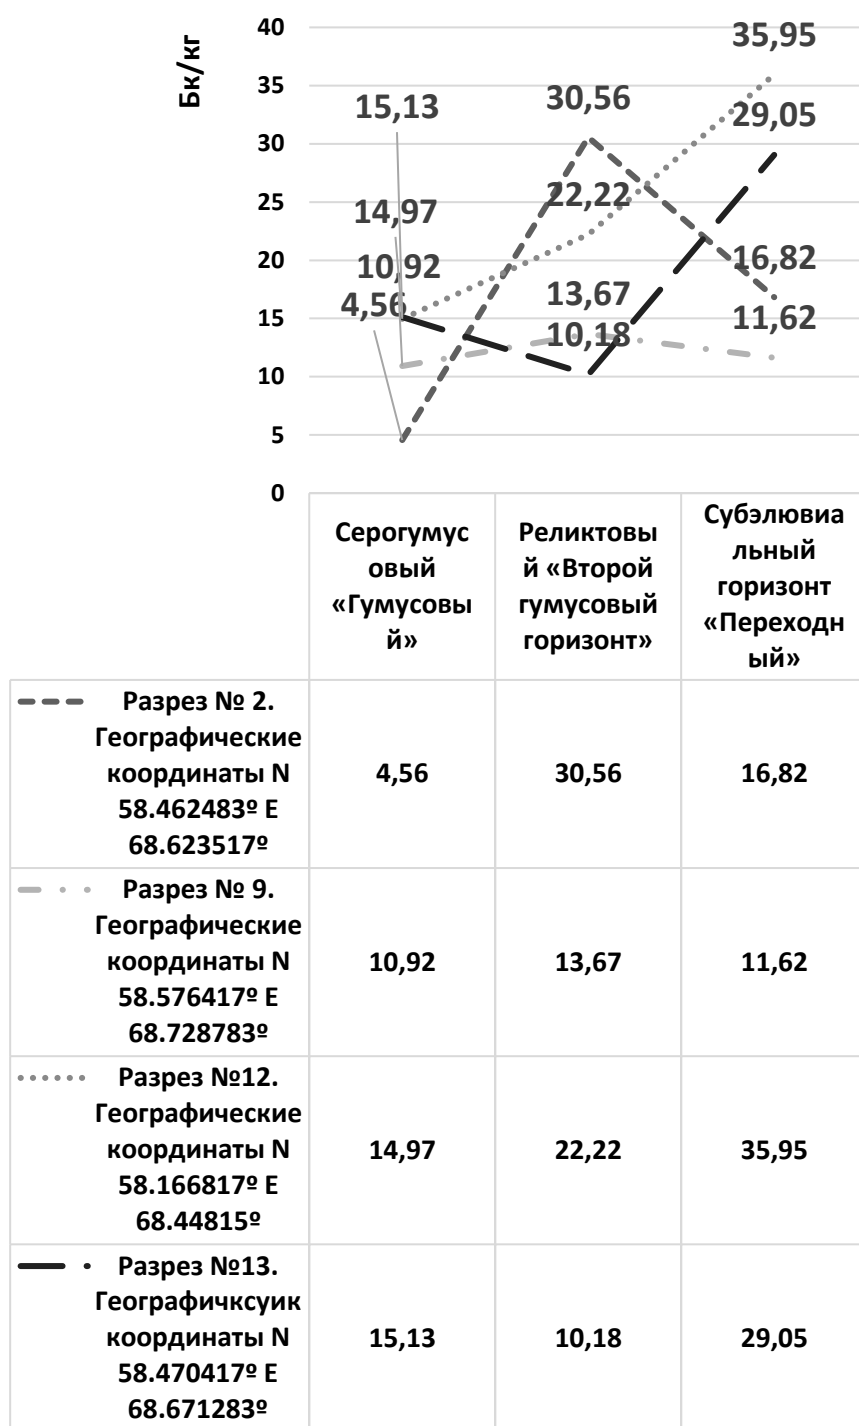 Бк/кг
40
35
30
25
20
15
10
5
0
15,13
14,97
10,92
4,56
30,56
22,22
13,67
10,18
35,95
29,05
16,82
11,62
Серогумус
овый
«Гумусовы
й»
Реликтовы
й «Второй
гумусовый
горизонт»
Субэлювиа
льный
горизонт
«Переходн
ый»
Разрез № 2.
Географические
координаты N
58.462483º E
68.623517º
4,56
30,56
16,82
Разрез № 9.
Географические
координаты N
58.576417º E
68.728783º
10,92
13,67
11,62
Разрез №12.
Географические
координаты N
58.166817º E
68.44815º
14,97
22,22
35,95
Разрез №13.
Географичксуик
координаты N
58.470417º E
68.671283º
15,13
10,18
29,05